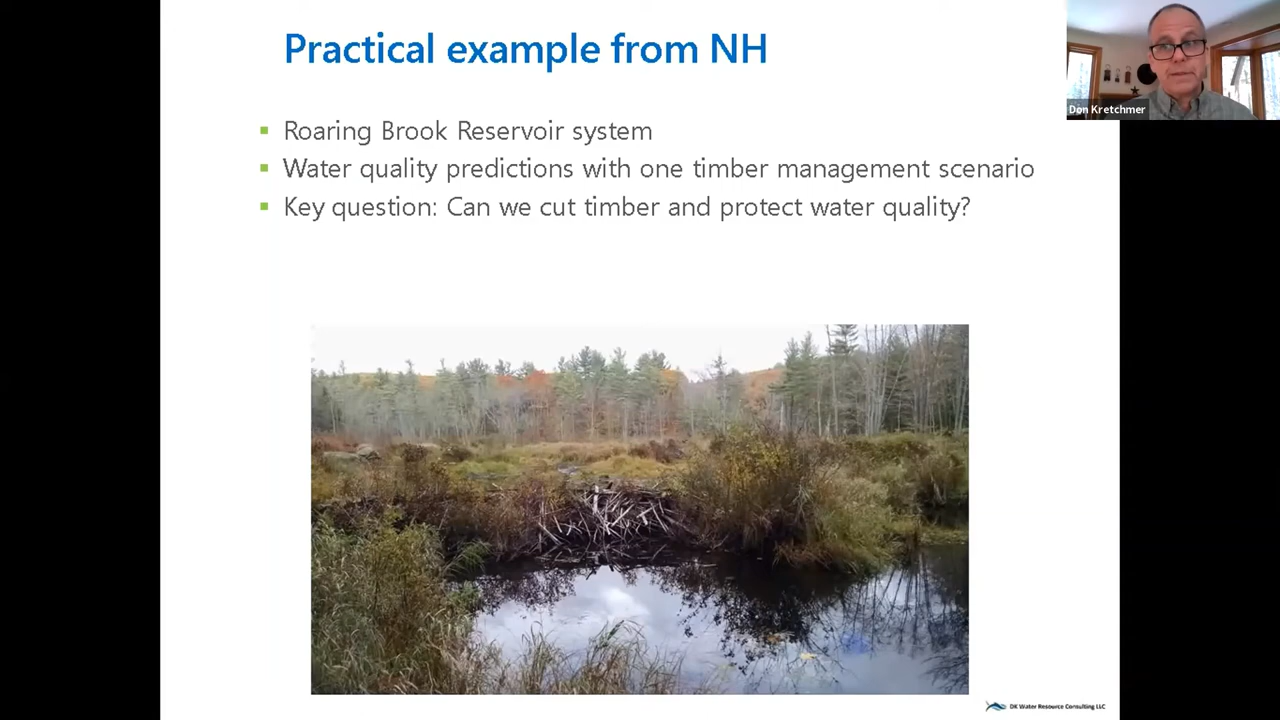 Practical example from NH
Roaring Brook Reservoir system
Water quality predictions with one timber management scenario
Key question: Can we cut timber and protect water quality?
Don Kretchmer
DK Water Resource Consulting LLC